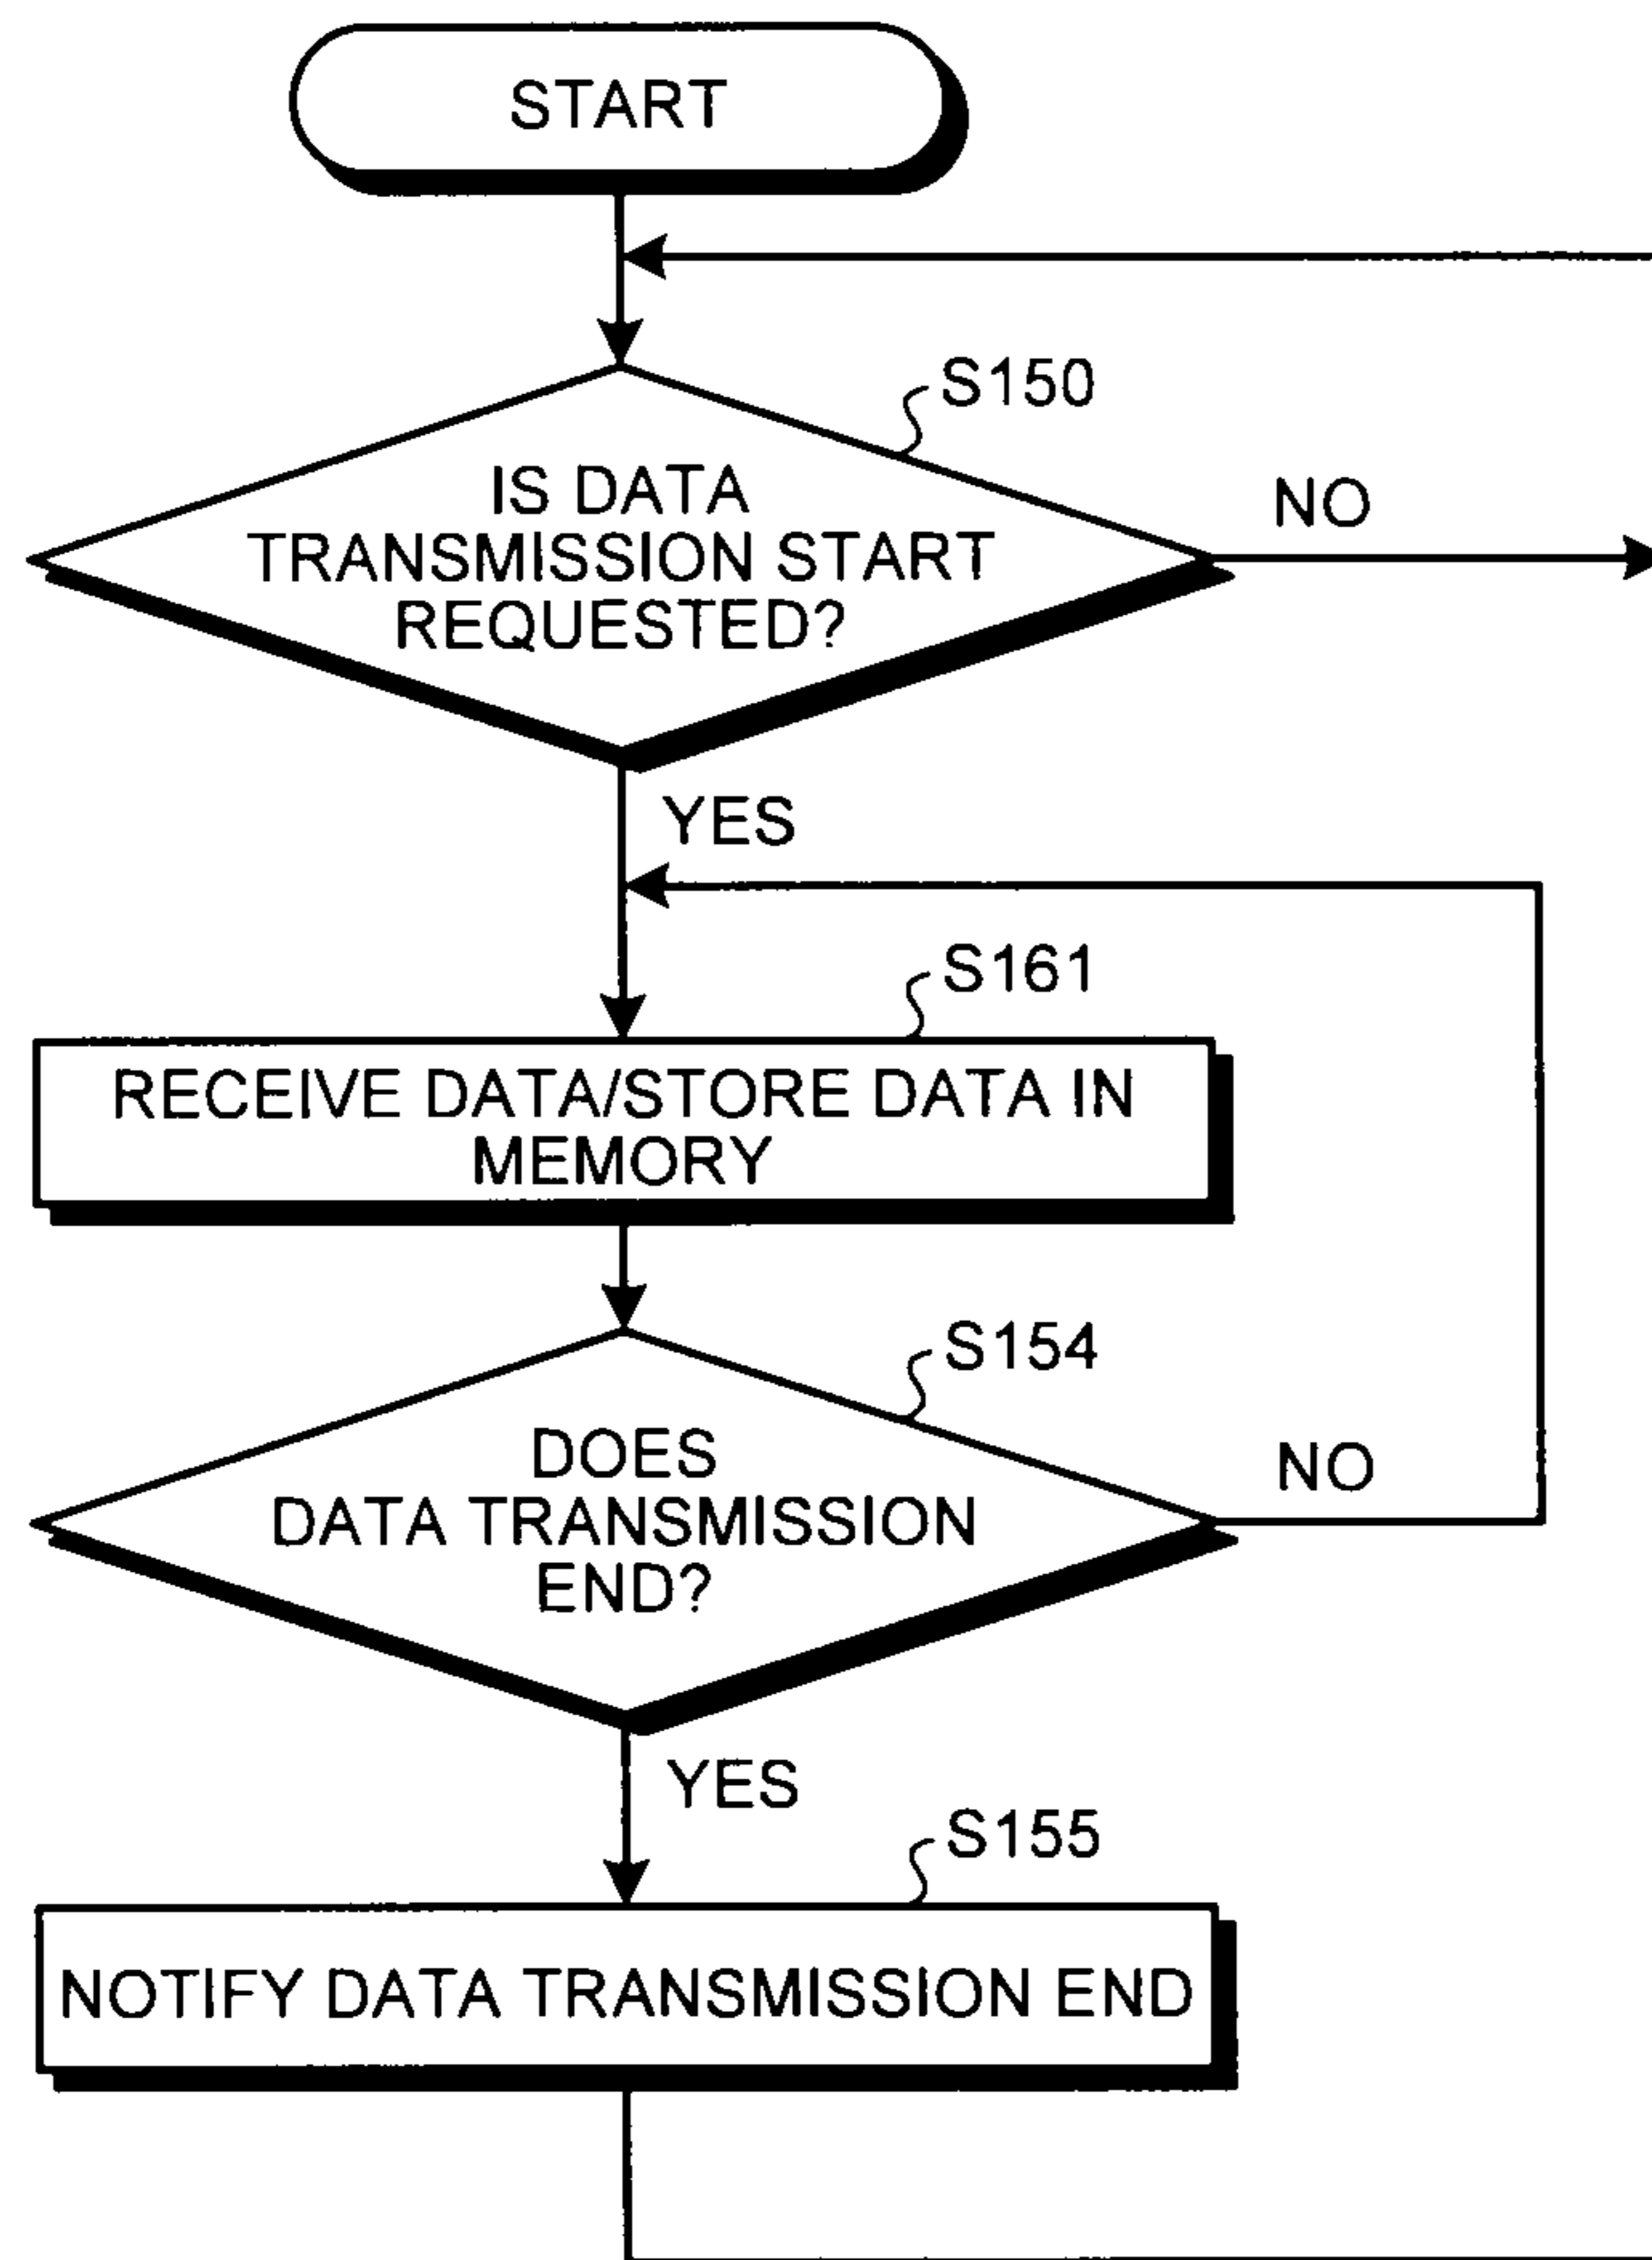 START
S150
IS DATA
TRANSMISSION START
REQUESTED?
NO
YES
S161
RECEIVE DATA/STORE DATA IN
MEMORY
S154
DOES
DATA TRANSMISSION
END?
NO
YES
S155
NOTIFY DATA TRANSMISSION END